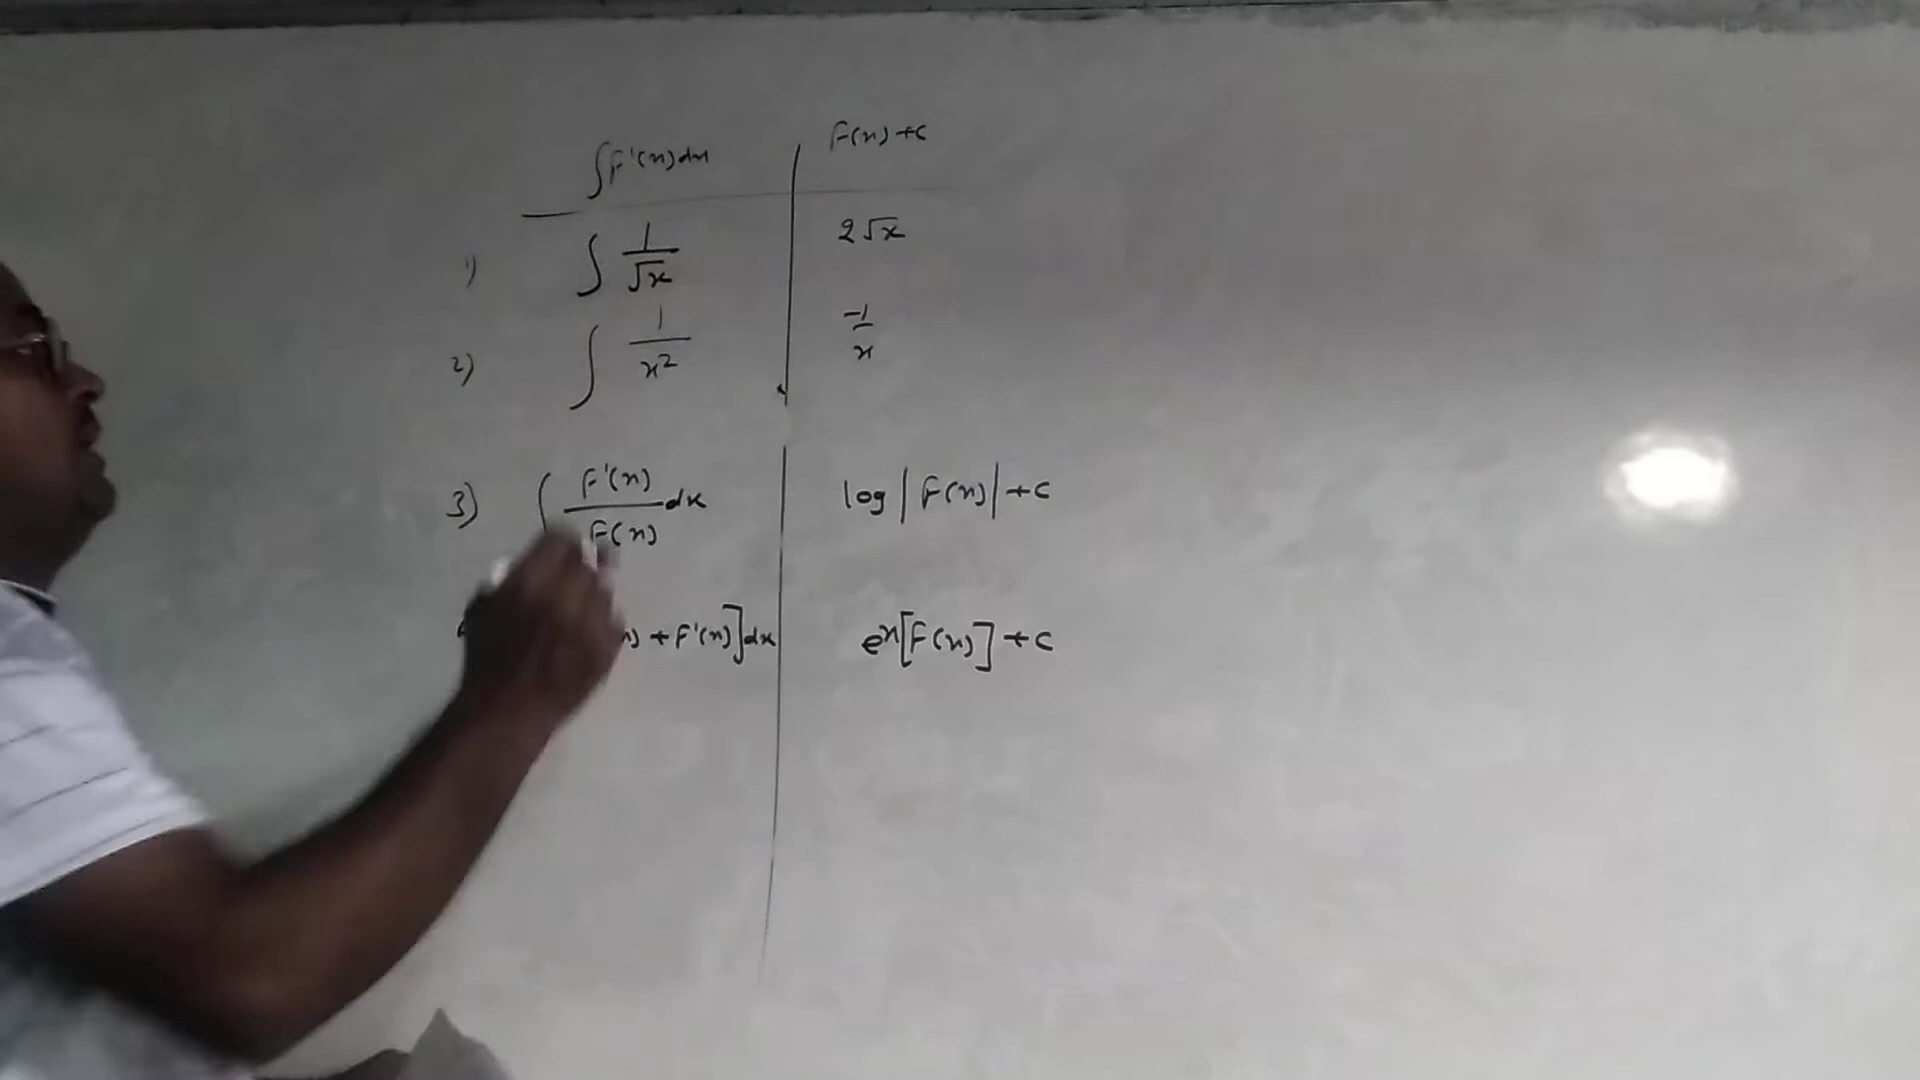 ∫F'(x)dx | F(x)+c
1) ∫ 1/√x | 2√x
2) ∫ 1/x² | -1/x
3) ∫ F'(x)/F(x) dx | log|F(x)|+c
+F'(x)]dx | eˣ[F(x)]+c